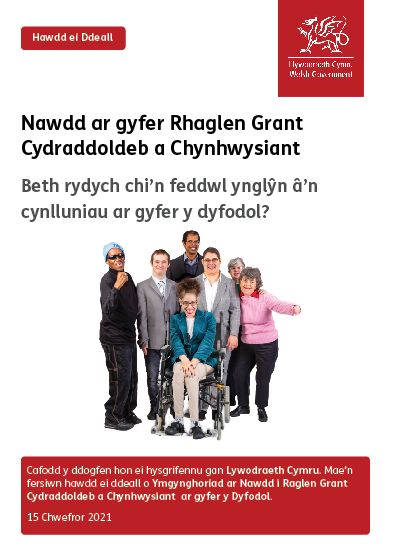 Hawdd ei Ddeall
Llywodraeth Cymru
Welsh Government
Nawdd ar gyfer Rhaglen Grant
Cydraddoldeb a Chynhwysiant
Beth rydych chi’n feddwl ynglŷn â’n
cynlluniau ar gyfer y dyfodol?
Cafodd y ddogfen hon ei hysgrifennu gan Lywodraeth Cymru. Mae’n
fersiwn hawdd ei ddeall o Ymgynghoriad ar Nawdd i Raglen Grant
Cydraddoldeb a Chynhwysiant ar gyfer y Dyfodol.
15 Chwefror 2021